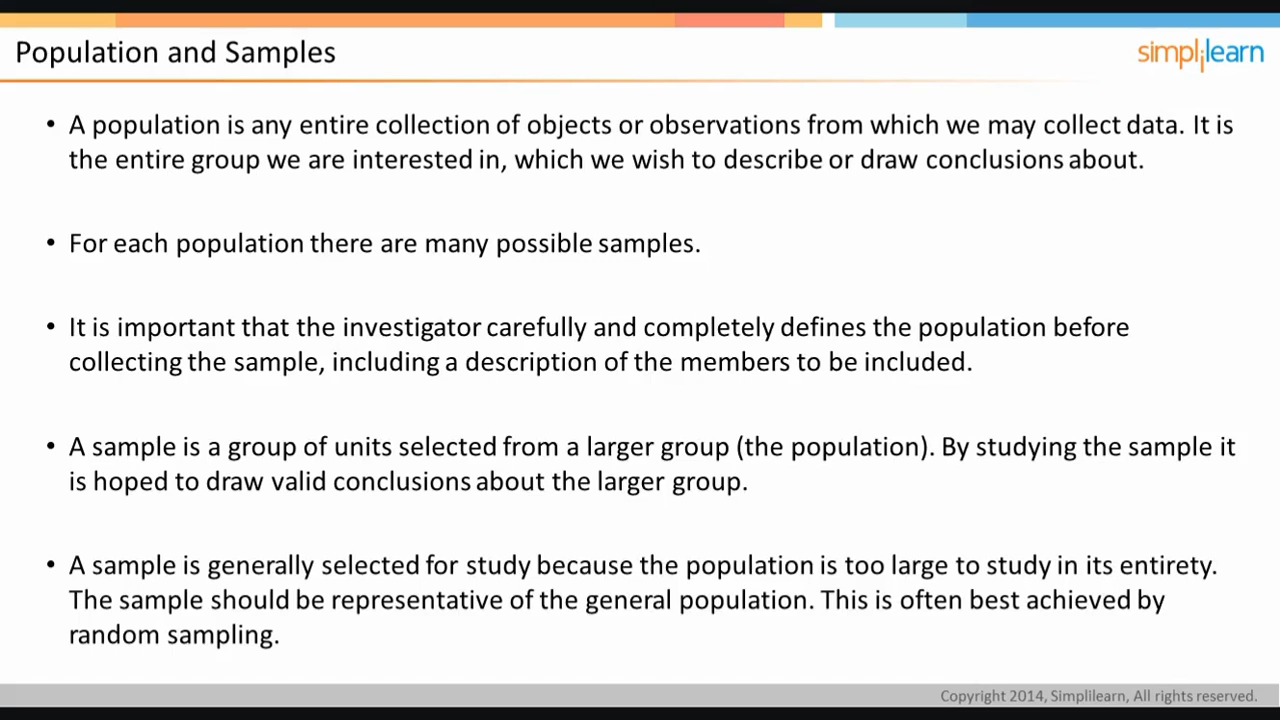 Population and Samples
simplilearn
• A population is any entire collection of objects or observations from which we may collect data. It is
the entire group we are interested in, which we wish to describe or draw conclusions about.
• For each population there are many possible samples.
• It is important that the investigator carefully and completely defines the population before
collecting the sample, including a description of the members to be included.
• A sample is a group of units selected from a larger group (the population). By studying the sample it
is hoped to draw valid conclusions about the larger group.
• A sample is generally selected for study because the population is too large to study in its entirety.
The sample should be representative of the general population. This is often best achieved by
random sampling.
Copyright 2014, Simplilearn, All rights reserved.